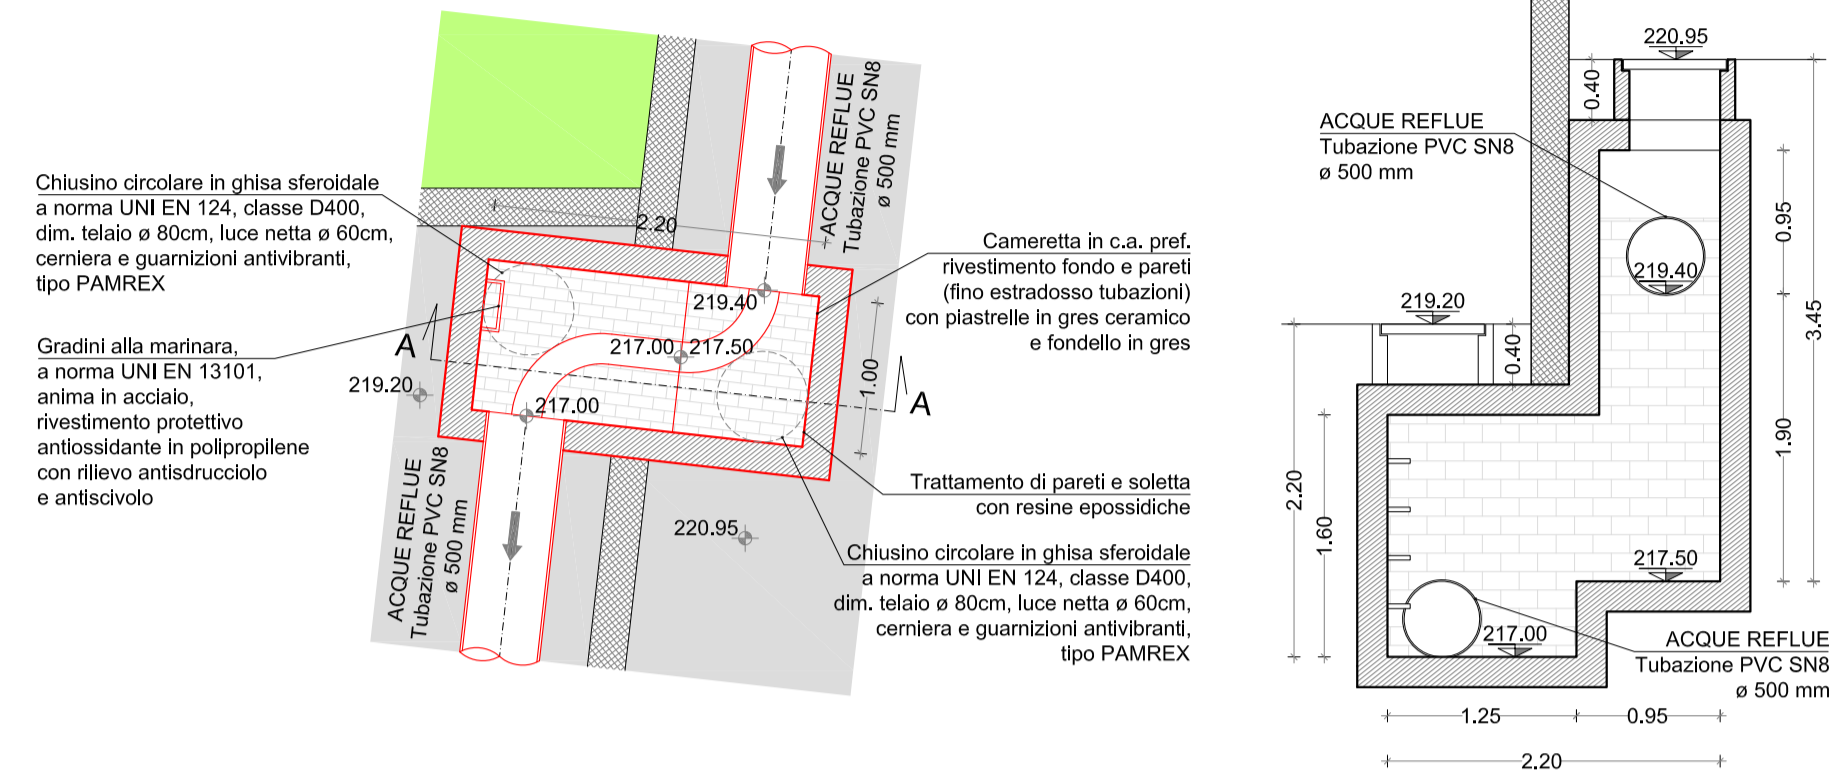 Chiusino circolare in ghisa sferoidale
a norma UNI EN 124, classe D400,
dim. telaio ø 80cm, luce netta ø 60cm,
cerniera e guarnizioni antivibranti,
tipo PAMREX
Gradini alla marinara,
a norma UNI EN 13101,
anima in acciaio,
rivestimento protettivo
antiossidante in polipropilene
con rilievo antisdrucciolo
e antiscivolo
ACQUE REFLUE
Tubazione PVC SN8
ø 500 mm
2.20
219.40
217.00
217.50
217.00
219.20
220.95
1.00
A
A
ACQUE REFLUE
Tubazione PVC SN8
ø 500 mm
Cameretta in c.a. pref.
rivestimento fondo e pareti
(fino estradosso tubazioni)
con piastrelle in gres ceramico
e fondello in gres
Trattamento di pareti e soletta
con resine epossidiche
Chiusino circolare in ghisa sferoidale
a norma UNI EN 124, classe D400,
dim. telaio ø 80cm, luce netta ø 60cm,
cerniera e guarnizioni antivibranti,
tipo PAMREX
220.95
0.40
ACQUE REFLUE
Tubazione PVC SN8
ø 500 mm
0.95
219.40
219.20
0.40
3.45
1.90
2.20
1.60
217.50
217.00
ACQUE REFLUE
Tubazione PVC SN8
ø 500 mm
1.25
0.95
2.20